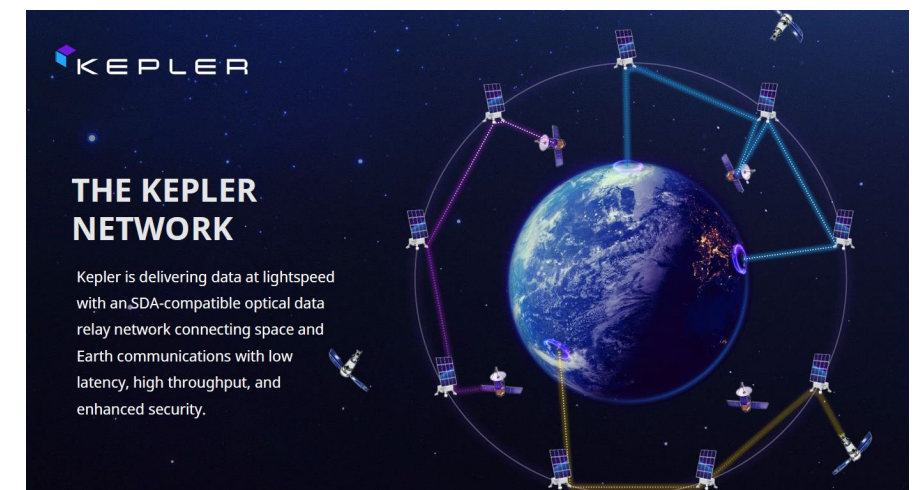 KEPLER
THE KEPLER
NETWORK
Kepler is delivering data at lightspeed
with an SDA-compatible optical data
relay network connecting space and
Earth communications with low
latency, high throughput, and
enhanced security.